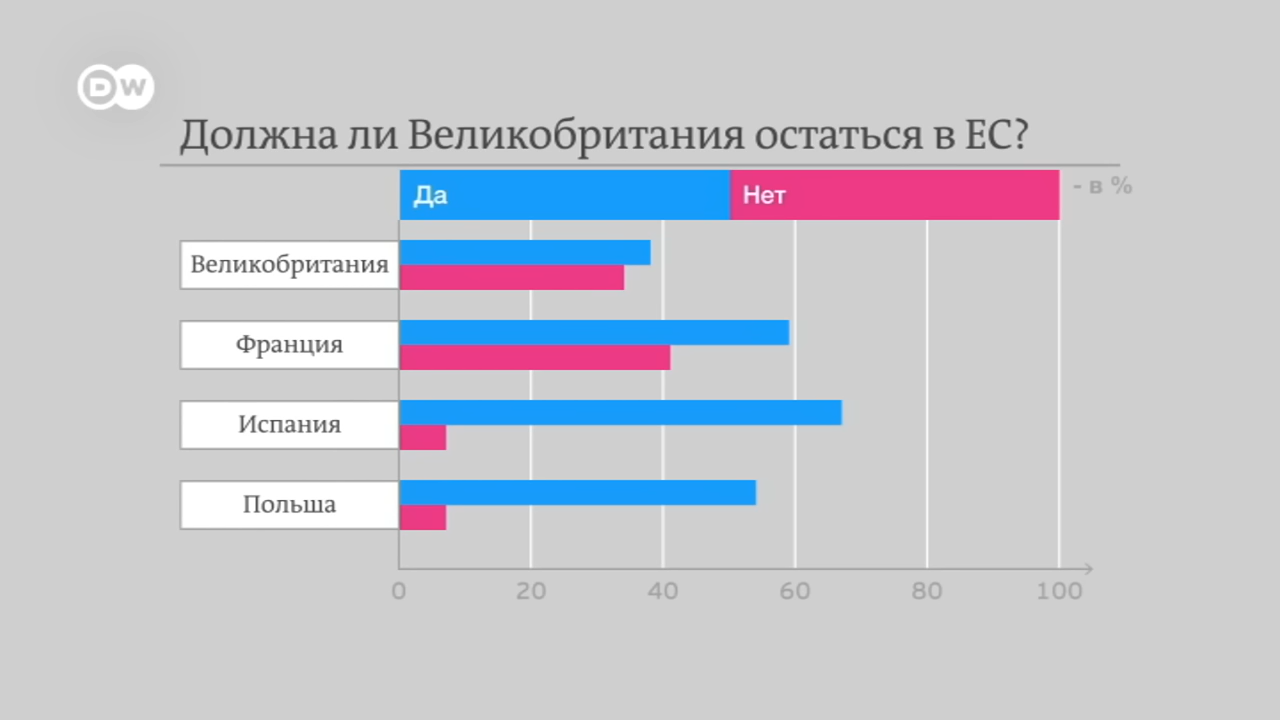 DW
Должна ли Великобритания остаться в ЕС?
Да Нет - в %
Великобритания
Франция
Испания
Польша
0 20 40 60 80 100